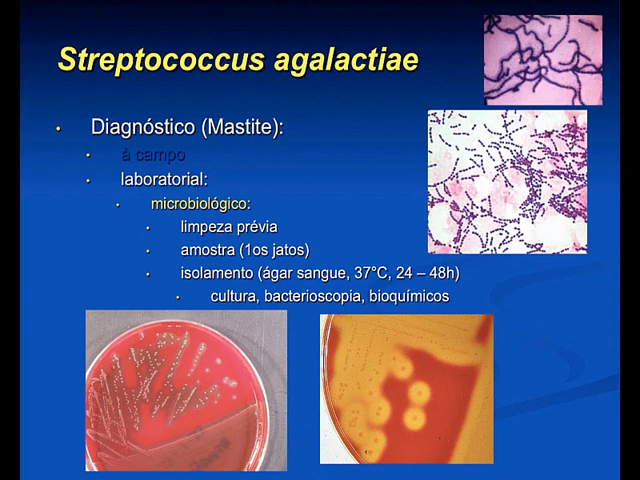 Streptococcus agalactiae
Diagnóstico (Mastite):
à campo
laboratorial:
microbiológico:
limpeza prévia
amostra (1os jatos)
isolamento (ágar sangue, 37°C, 24 – 48h)
cultura, bacterioscopia, bioquímicos